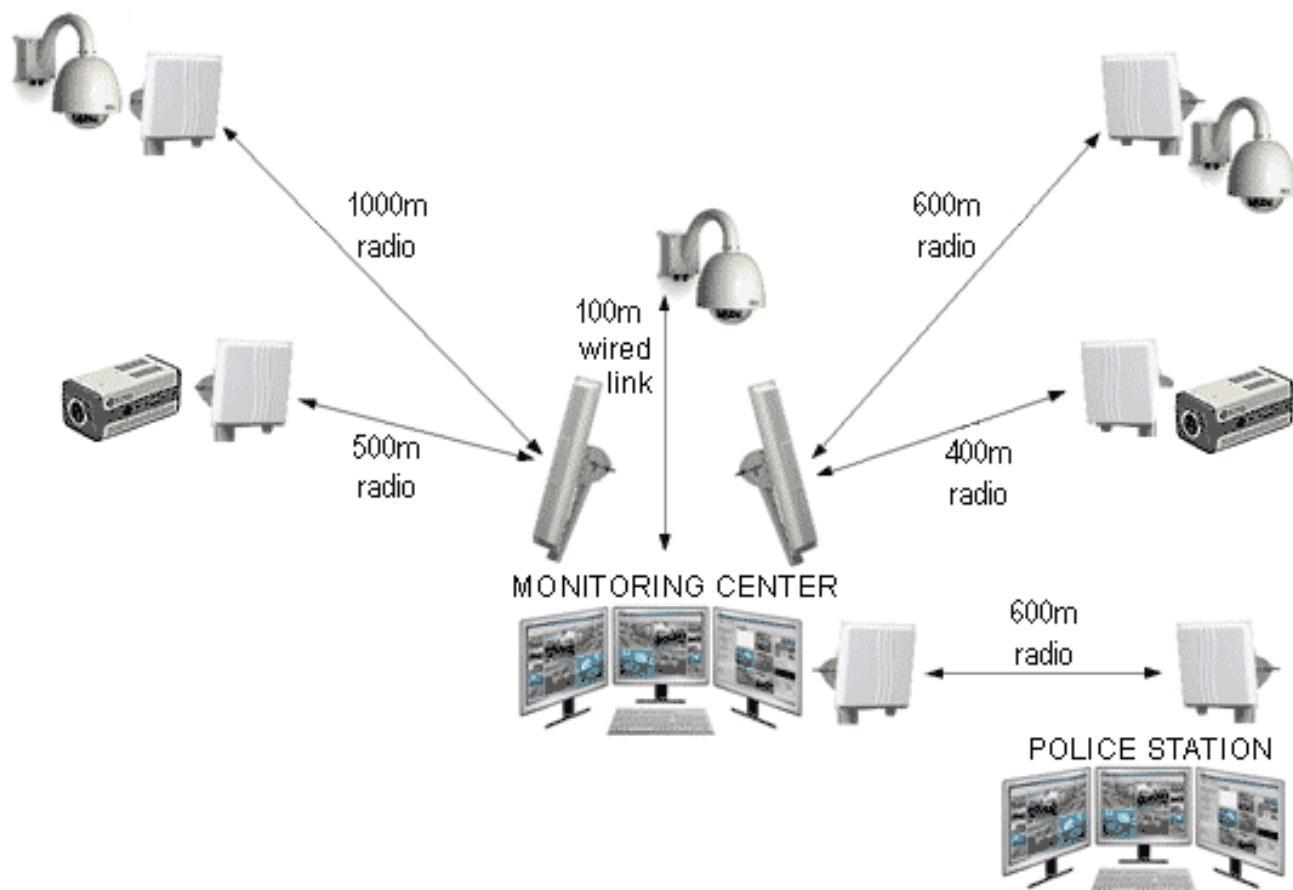 1000m
radio
600m
radio
100m
wired
link
500m
radio
400m
radio
MONITORING CENTER
600m
radio
POLICE STATION